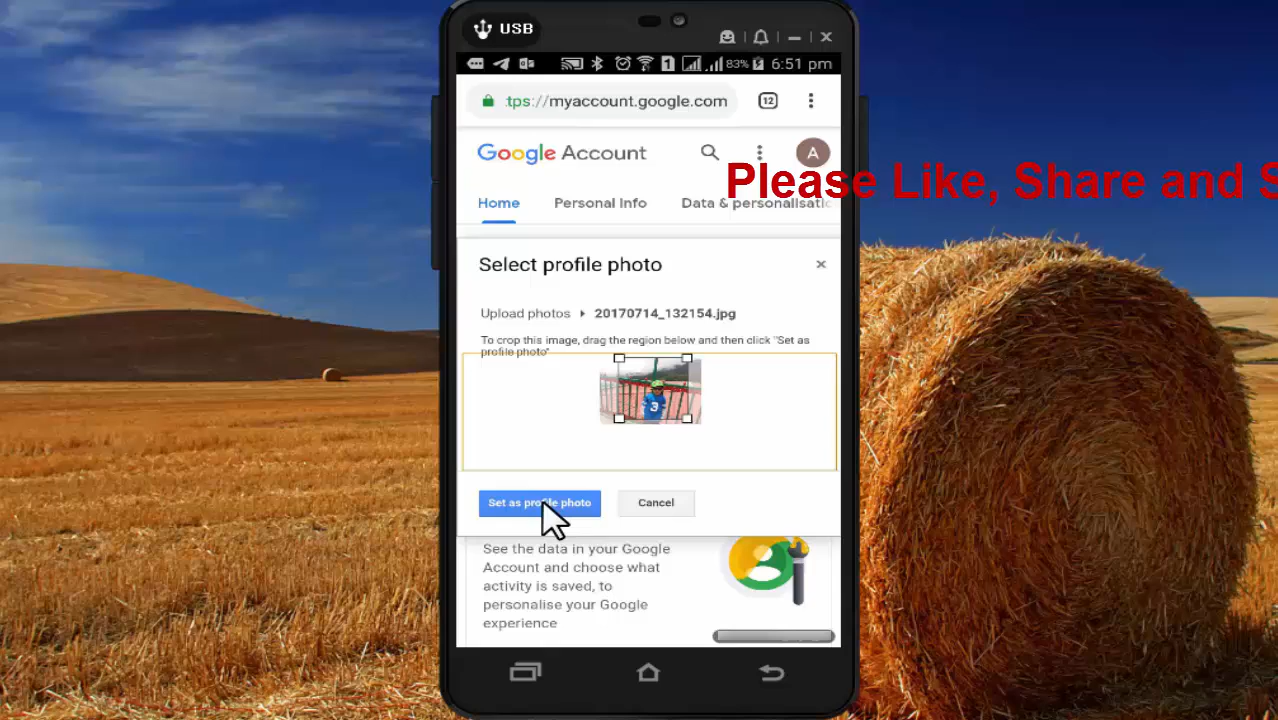 USB
83% 6:51 pm
tps://myaccount.google.com 12
Google Account A
Please Like, Share and S
Home Personal Info Data & personalisatio
Select profile photo
Upload photos 20170714_132154.jpg
To crop this image, drag the region below and then click "Set as
profile photo"
3
Set as profile photo Cancel
See the data in your Google
Account and choose what
activity is saved, to
personalise your Google
experience